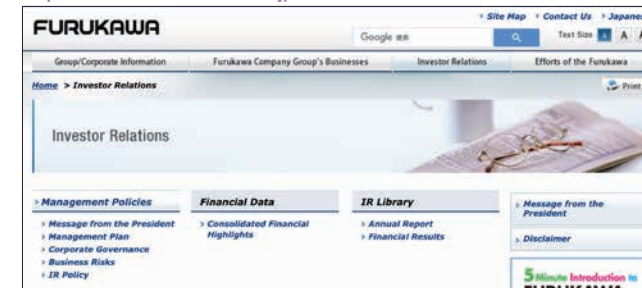 Site Map Contact Us Japanese
FURUKAWA
Google 検索
Text Size A A
Group/Corporate Information Furukawa Company Group's Businesses Investor Relations Efforts of the Furukawa
Home > Investor Relations
Print
Investor Relations
Management Policies
Message from the President
Management Plan
Corporate Governance
Business Risks
IR Policy
Financial Data
Consolidated Financial
Highlights
IR Library
Annual Report
Financial Results
Message from the
President
Disclaimer
5 Minute Introduction to
FURUKAWA